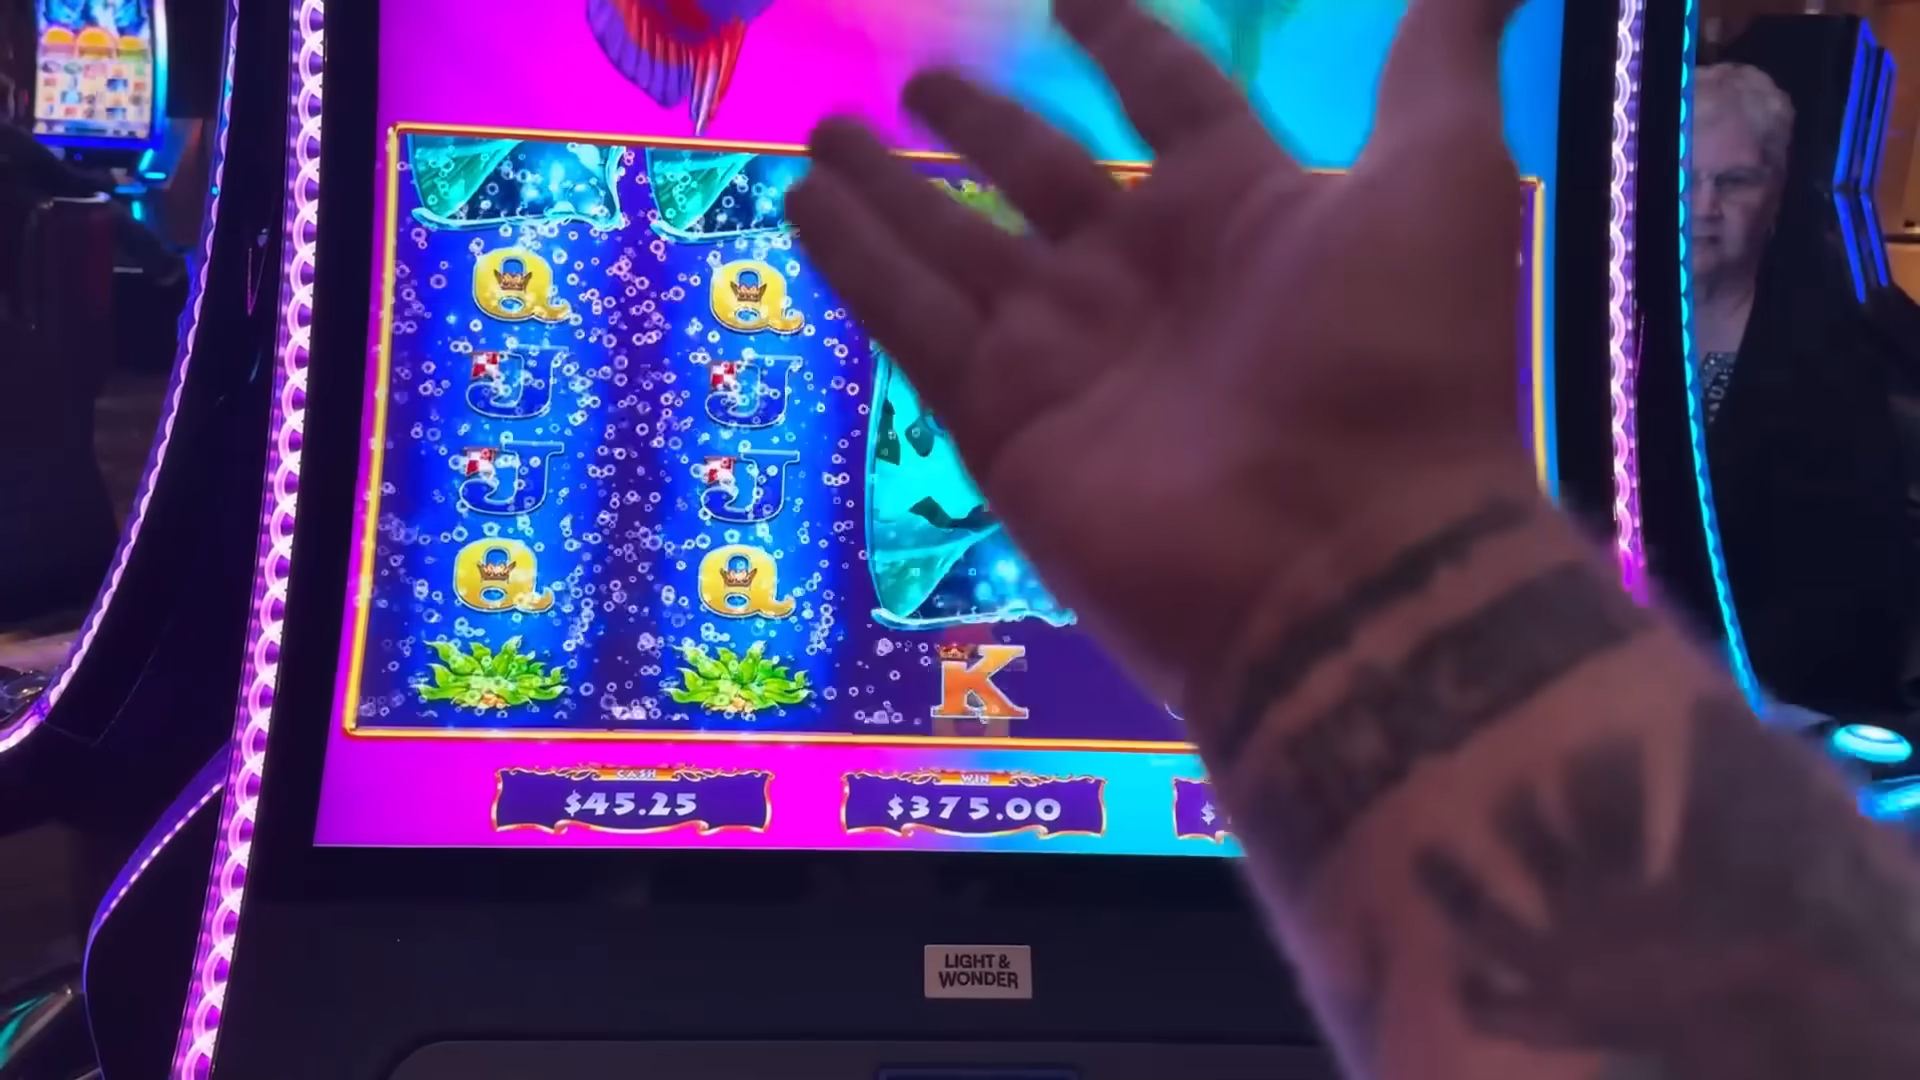 Q Q
J J
J J
Q Q
K
CASH WIN
$45.25 $375.00 $
LIGHT &
WONDER